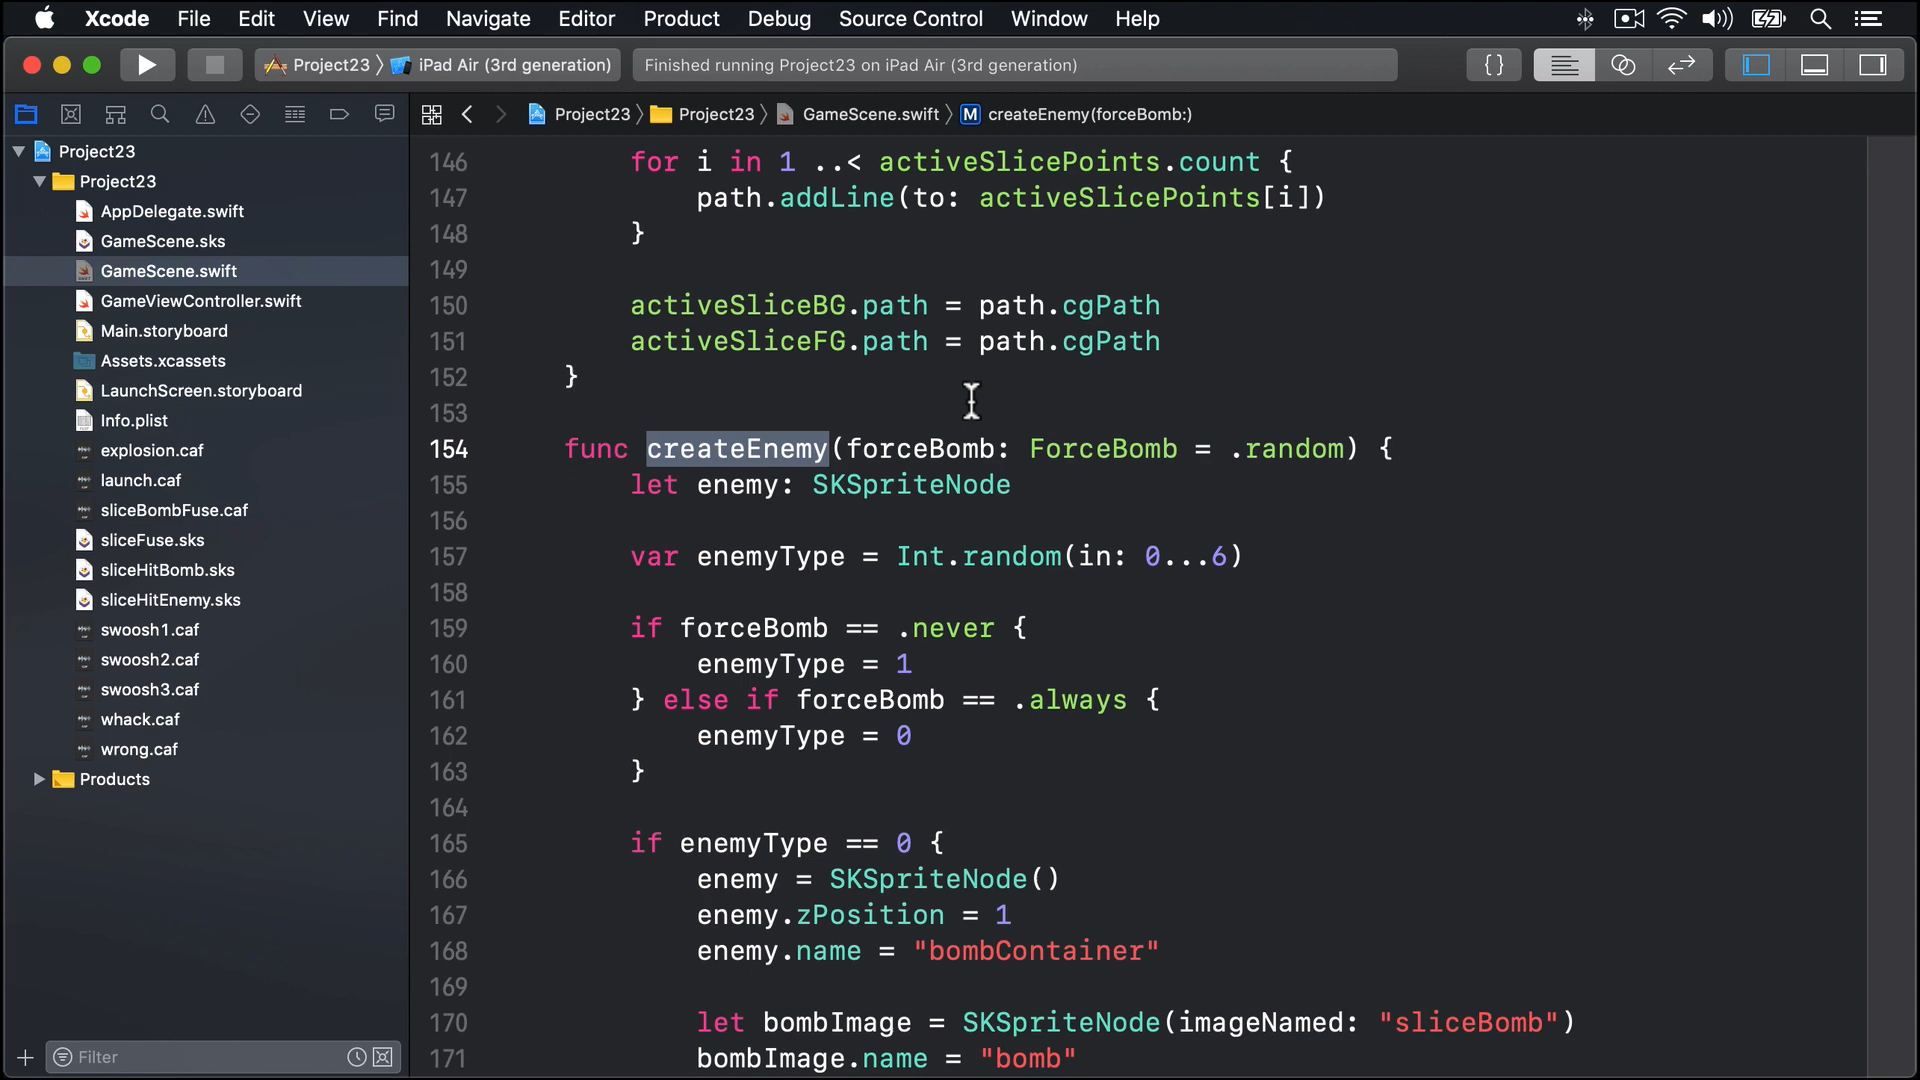 Xcode File Edit View Find Navigate Editor Product Debug Source Control Window Help
Project23 iPad Air (3rd generation) Finished running Project23 on iPad Air (3rd generation) {}
Project23 Project23 GameScene.swift M createEnemy(forceBomb:)
Project23
Project23
AppDelegate.swift
GameScene.sks
GameScene.swift
GameViewController.swift
Main.storyboard
Assets.xcassets
LaunchScreen.storyboard
Info.plist
explosion.caf
launch.caf
sliceBombFuse.caf
sliceFuse.sks
sliceHitBomb.sks
sliceHitEnemy.sks
swoosh1.caf
swoosh2.caf
swoosh3.caf
whack.caf
wrong.caf
Products
Filter
146 for i in 1 ..< activeSlicePoints.count {
147 path.addLine(to: activeSlicePoints[i])
148 }
149
150 activeSliceBG.path = path.cgPath
151 activeSliceFG.path = path.cgPath
152 }
153
154 func createEnemy(forceBomb: ForceBomb = .random) {
155 let enemy: SKSpriteNode
156
157 var enemyType = Int.random(in: 0...6)
158
159 if forceBomb == .never {
160 enemyType = 1
161 } else if forceBomb == .always {
162 enemyType = 0
163 }
164
165 if enemyType == 0 {
166 enemy = SKSpriteNode()
167 enemy.zPosition = 1
168 enemy.name = "bombContainer"
169
170 let bombImage = SKSpriteNode(imageNamed: "sliceBomb")
171 bombImage.name = "bomb"